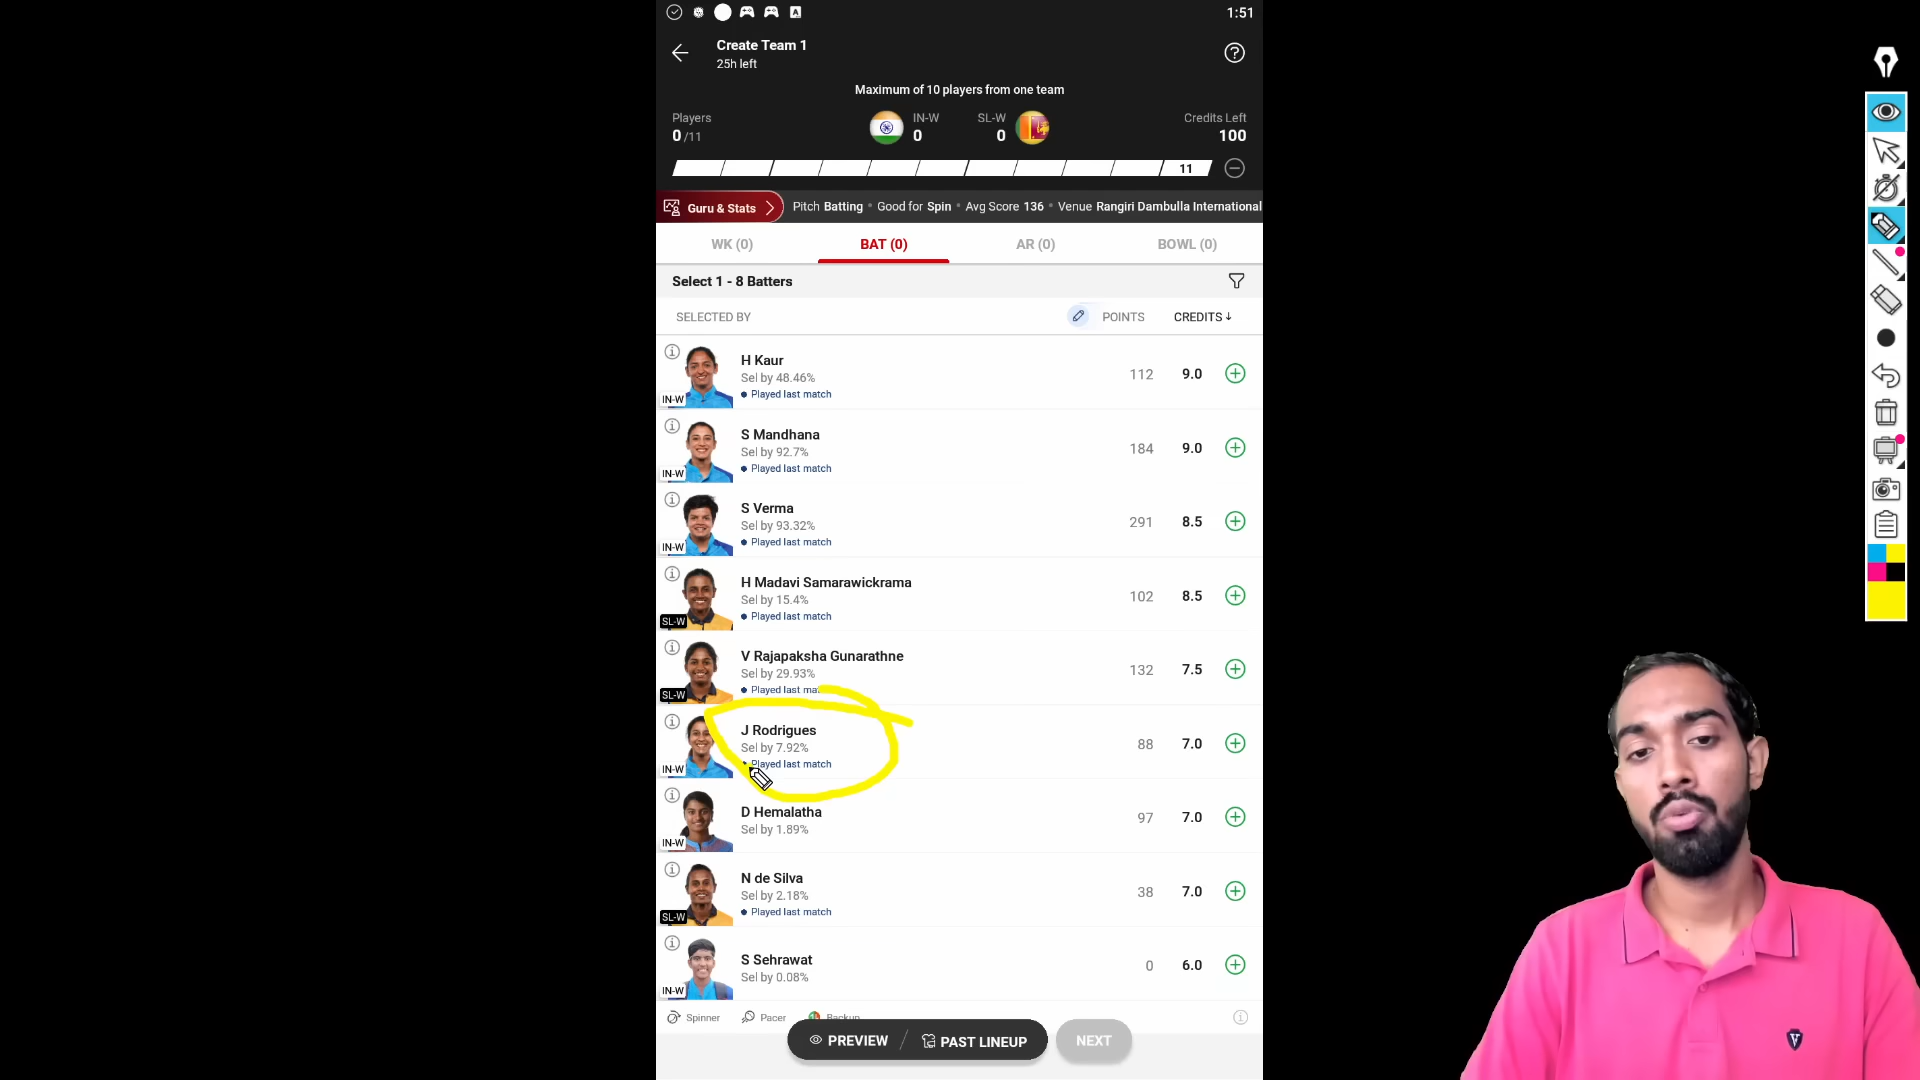 1:51
Create Team 1
25h left
Maximum of 10 players from one team
Players
0 /11
IN-W
0
SL-W
0
Credits Left
100
11
Guru & Stats
Pitch Batting • Good for Spin • Avg Score 136 • Venue Rangiri Dambulla International
WK (0)
BAT (0)
AR (0)
BOWL (0)
Select 1 - 8 Batters
SELECTED BY
POINTS
CREDITS ↓
H Kaur
Sel by 48.46%
Played last match
IN-W
112
9.0
S Mandhana
Sel by 92.7%
Played last match
IN-W
184
9.0
S Verma
Sel by 93.32%
Played last match
IN-W
291
8.5
H Madavi Samarawickrama
Sel by 15.4%
Played last match
SL-W
102
8.5
V Rajapaksha Gunarathne
Sel by 29.93%
Played last
SL-W
132
7.5
J Rodrigues
Sel by 7.92%
Played last match
IN-W
88
7.0
D Hemalatha
Sel by 1.89%
IN-W
97
7.0
N de Silva
Sel by 2.18%
Played last match
SL-W
38
7.0
S Sehrawat
Sel by 0.08%
IN-W
0
6.0
Spinner
Pacer
Backup
PREVIEW
PAST LINEUP
NEXT